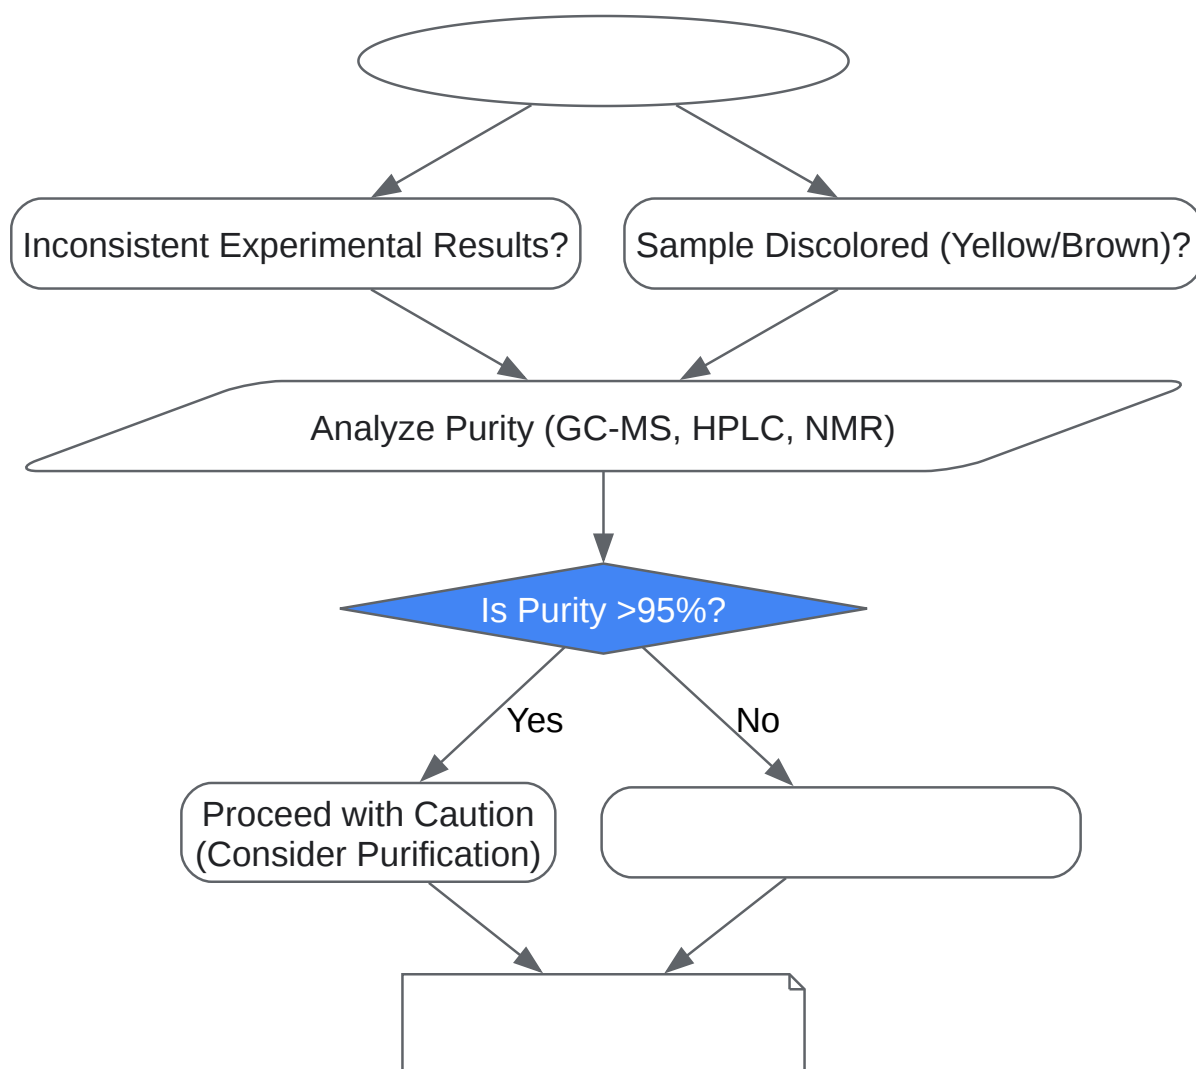 Inconsistent Experimental Results?
Sample Discolored (Yellow/Brown)?
Analyze Purity (GC-MS, HPLC, NMR)
Is Purity >95%?
Yes
No
Proceed with Caution
(Consider Purification)